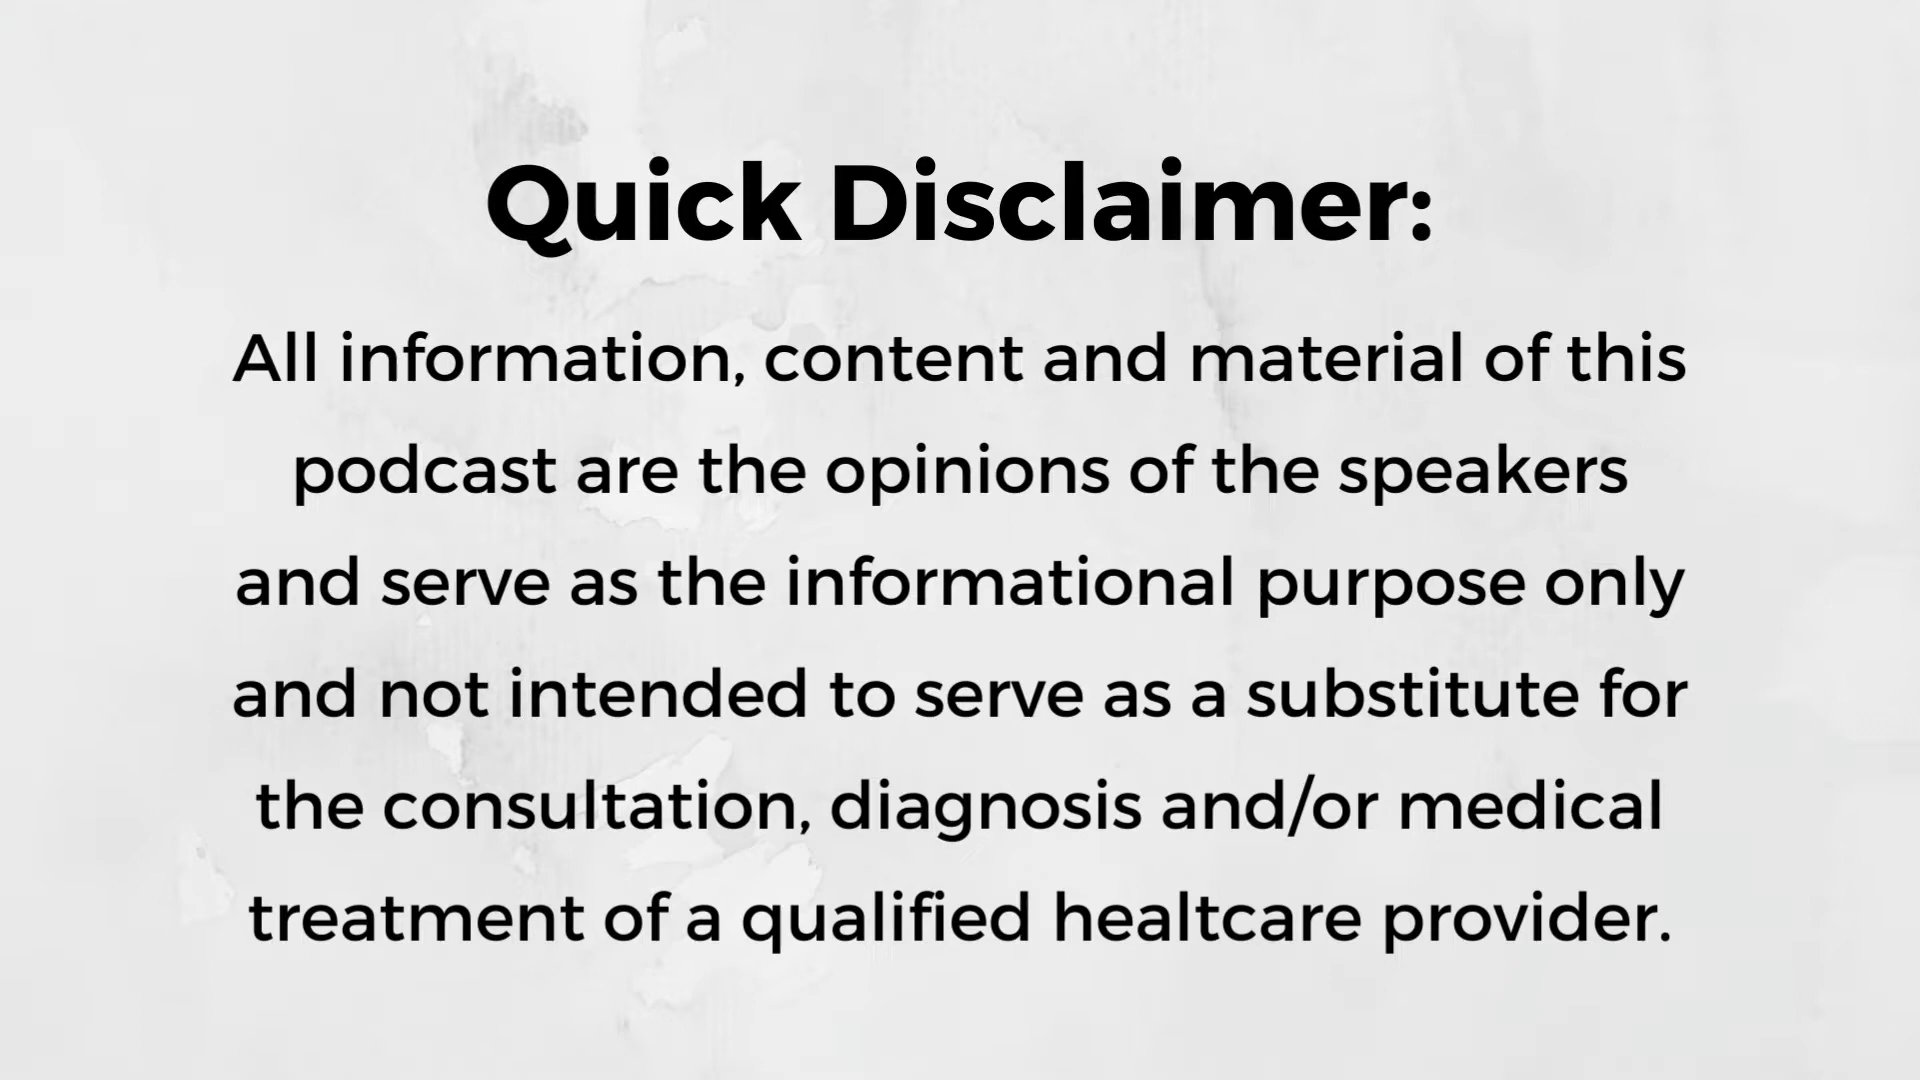 Quick Disclaimer:
All information, content and material of this
podcast are the opinions of the speakers
and serve as the informational purpose only
and not intended to serve as a substitute for
the consultation, diagnosis and/or medical
treatment of a qualified healtcare provider.